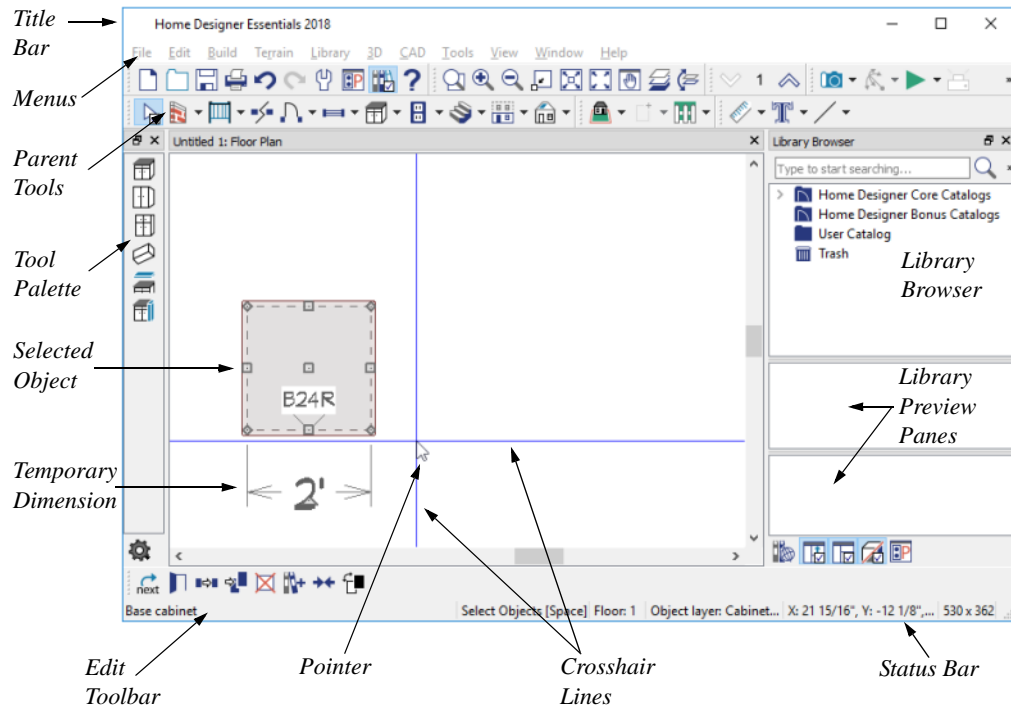 Title
Bar
Home Designer Essentials 2018
File Edit Build Terrain Library 3D CAD Tools View Window Help
Menus
1
Parent
Tools
Untitled 1: Floor Plan
Library Browser
Type to start searching...
Home Designer Core Catalogs
Home Designer Bonus Catalogs
User Catalog
Trash
Library
Browser
Tool
Palette
Selected
Object
B24R
Library
Preview
Panes
Temporary
Dimension
2'
next
Base cabinet
Select Objects [Space]
Floor: 1
Object layer: Cabinet...
X: 21 15/16", Y: -12 1/8",...
530 x 362
Edit
Toolbar
Pointer
Crosshair
Lines
Status Bar